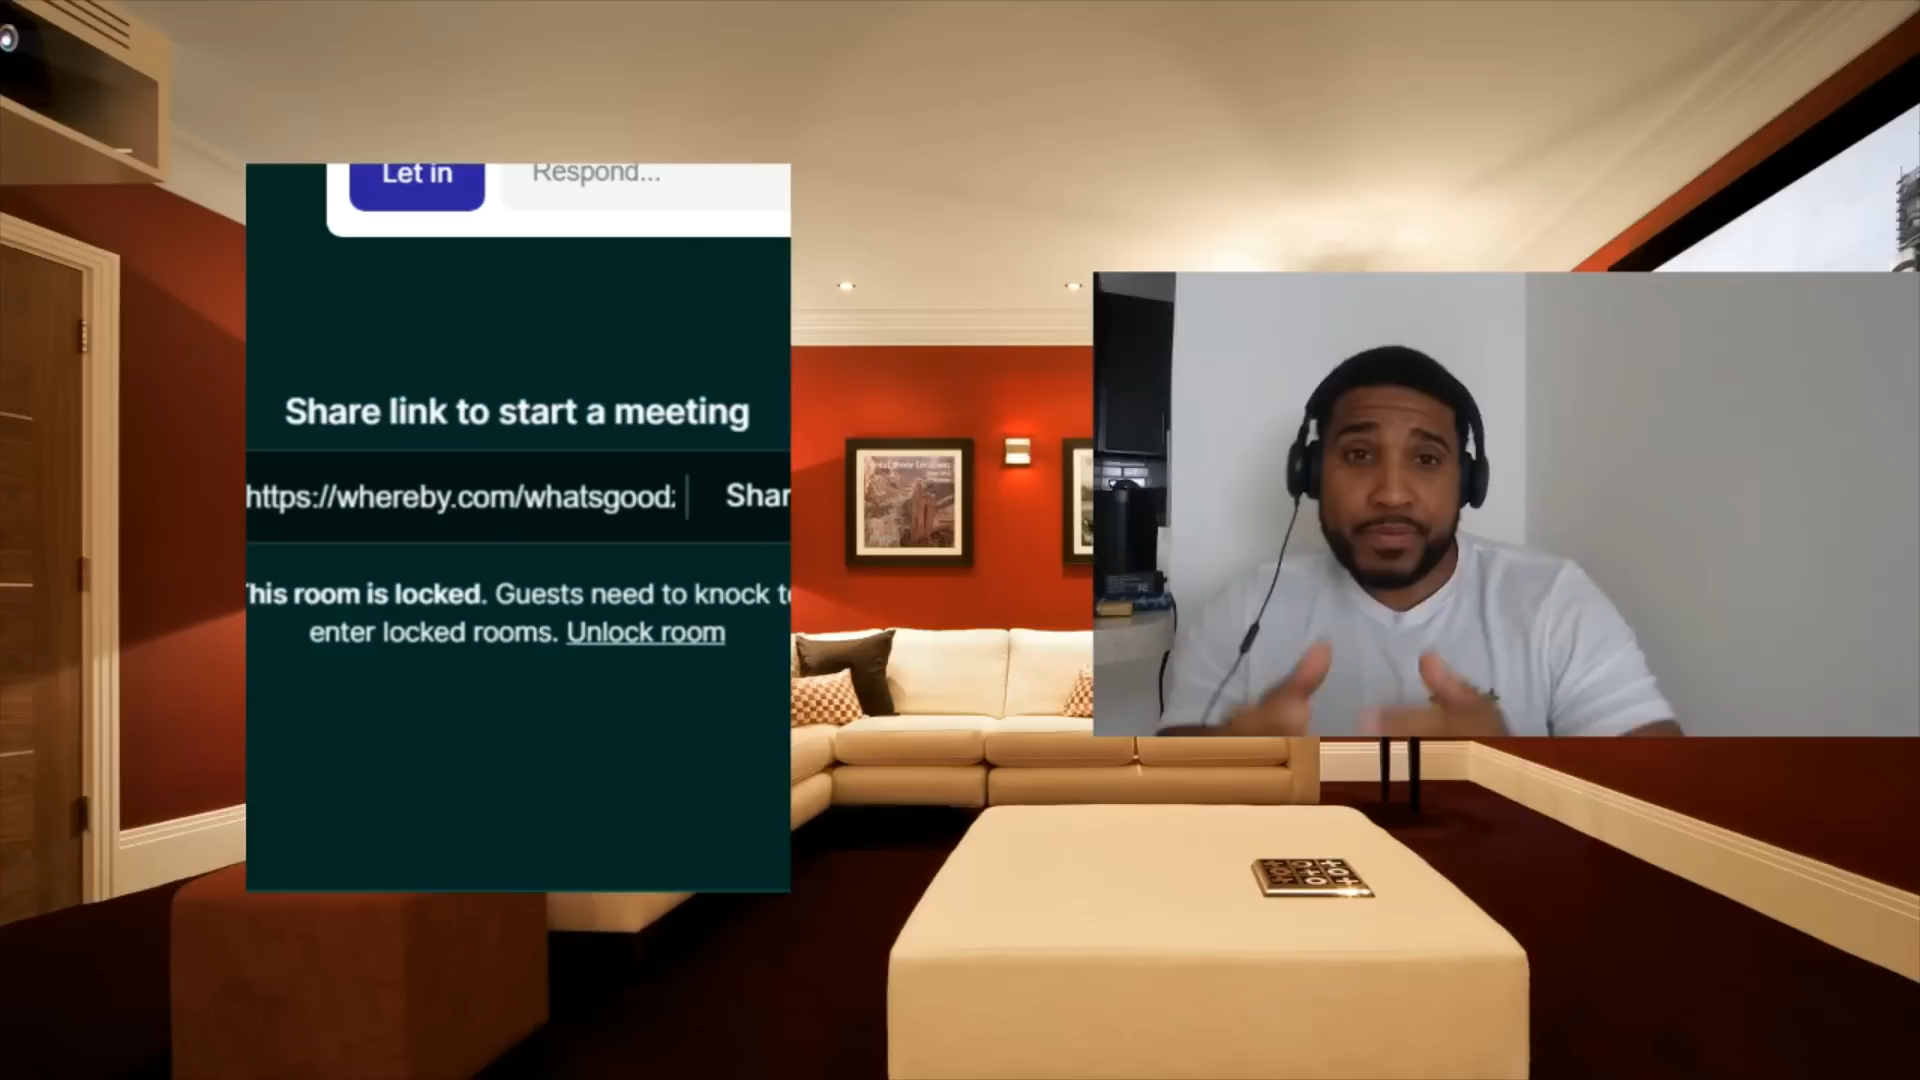 Let in
Respond...
Share link to start a meeting
https://whereby.com/whatsgood
Shar
his room is locked. Guests need to knock t
enter locked rooms. Unlock room